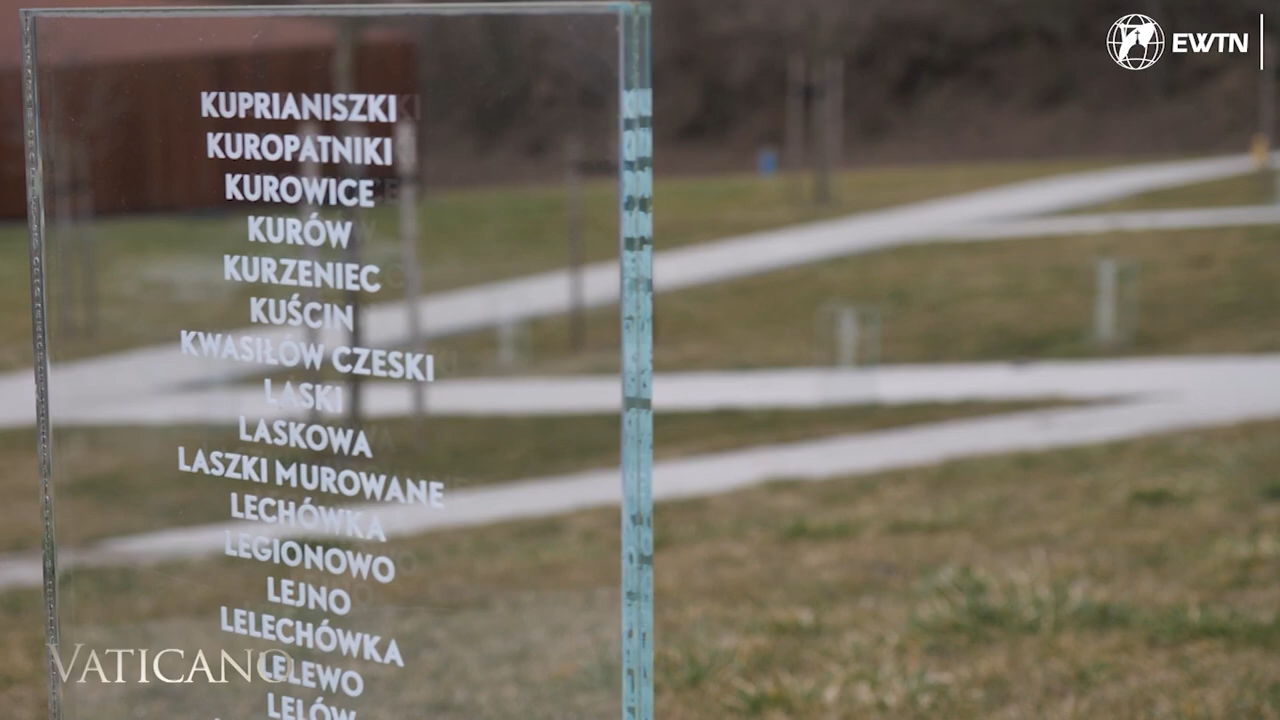 EWTN
KUPRIANISZKI
KUROPATNIKI
KUROWICE
KURÓW
KURZENIEC
KUŚCIN
KWASIŁÓW CZESKI
LASKI
LASKOWA
LASZKI MUROWANE
LECHÓWKA
LEGIONOWO
LEJNO
LELECHÓWKA
LELEWO
LELÓW
VATICANO